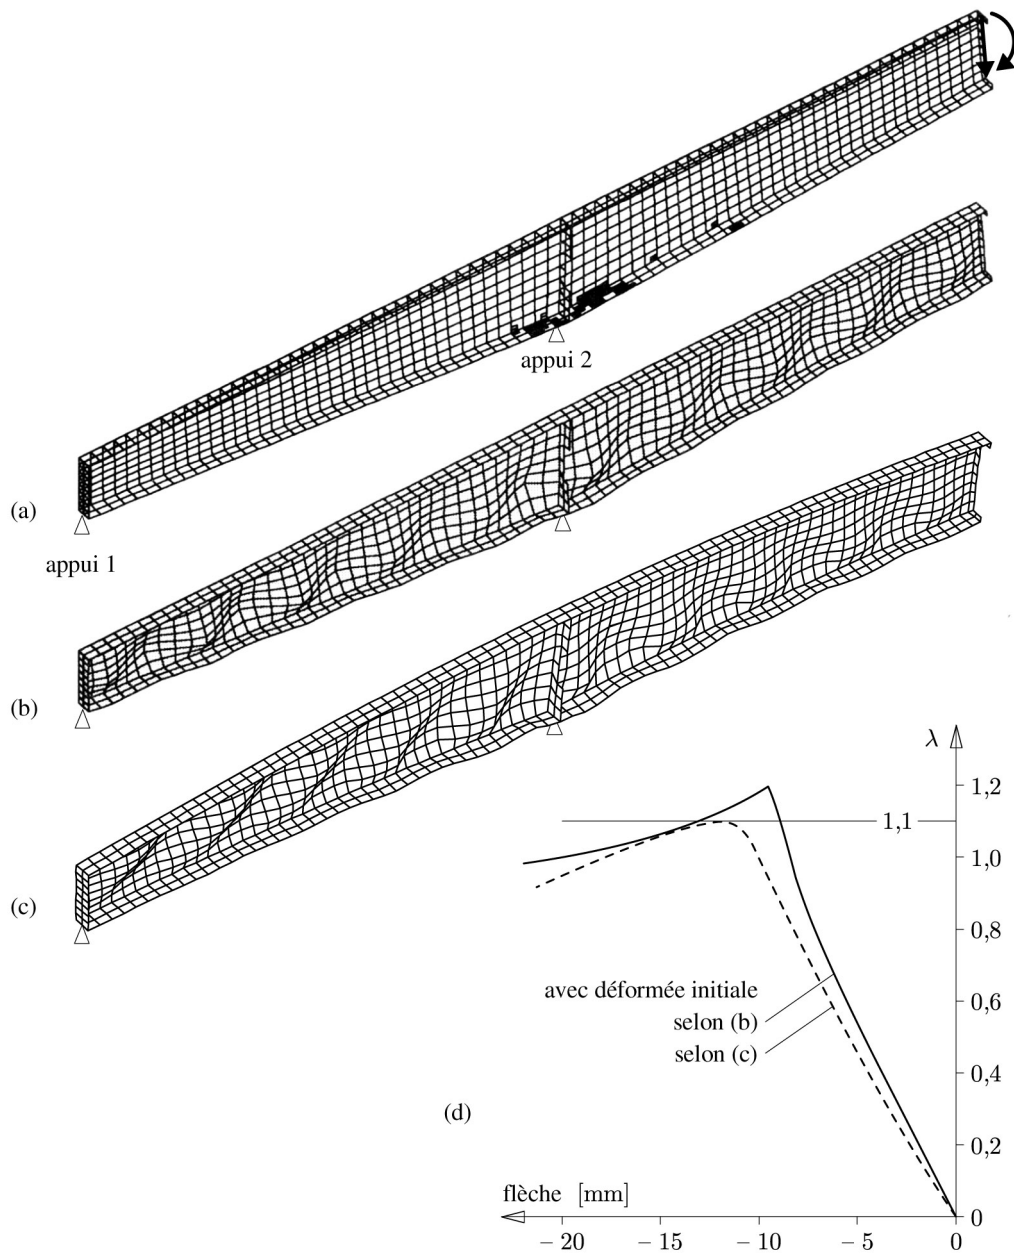 appui 2
(a)
appui 1
(b)
(c)
λ
1,2
1,1
1,0
0,8
avec déformée initiale
selon (b)
selon (c)
0,6
0,4
(d)
0,2
flèche [mm]
0
– 20
– 15
– 10
– 5
0